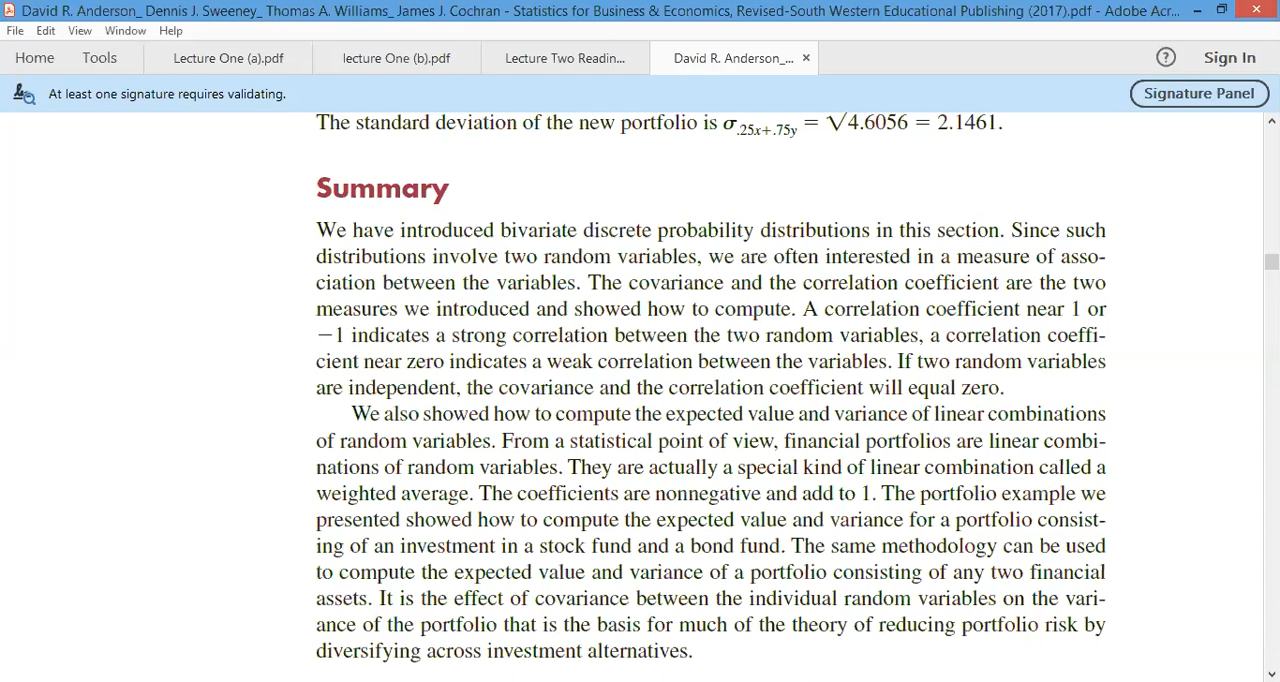 David R. Anderson_ Dennis J. Sweeney_ Thomas A. Williams_ James J. Cochran - Statistics for Business & Economics, Revised-South Western Educational Publishing (2017).pdf - Adobe Acr...
File Edit View Window Help
Home Tools Lecture One (a).pdf lecture One (b).pdf Lecture Two Readin... David R. Anderson_... × ? Sign In
At least one signature requires validating. Signature Panel
The standard deviation of the new portfolio is σ.25x+.75y = √4.6056 = 2.1461.
Summary
We have introduced bivariate discrete probability distributions in this section. Since such
distributions involve two random variables, we are often interested in a measure of asso-
ciation between the variables. The covariance and the correlation coefficient are the two
measures we introduced and showed how to compute. A correlation coefficient near 1 or
−1 indicates a strong correlation between the two random variables, a correlation coeffi-
cient near zero indicates a weak correlation between the variables. If two random variables
are independent, the covariance and the correlation coefficient will equal zero.
We also showed how to compute the expected value and variance of linear combinations
of random variables. From a statistical point of view, financial portfolios are linear combi-
nations of random variables. They are actually a special kind of linear combination called a
weighted average. The coefficients are nonnegative and add to 1. The portfolio example we
presented showed how to compute the expected value and variance for a portfolio consist-
ing of an investment in a stock fund and a bond fund. The same methodology can be used
to compute the expected value and variance of a portfolio consisting of any two financial
assets. It is the effect of covariance between the individual random variables on the vari-
ance of the portfolio that is the basis for much of the theory of reducing portfolio risk by
diversifying across investment alternatives.